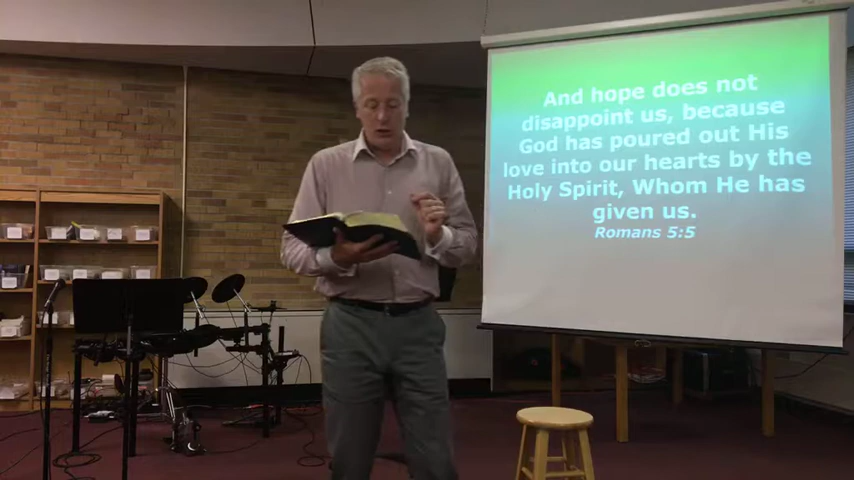 And hope does not
disappoint us, because
God has poured out His
love into our hearts by the
Holy Spirit, Whom He has
given us.
Romans 5:5